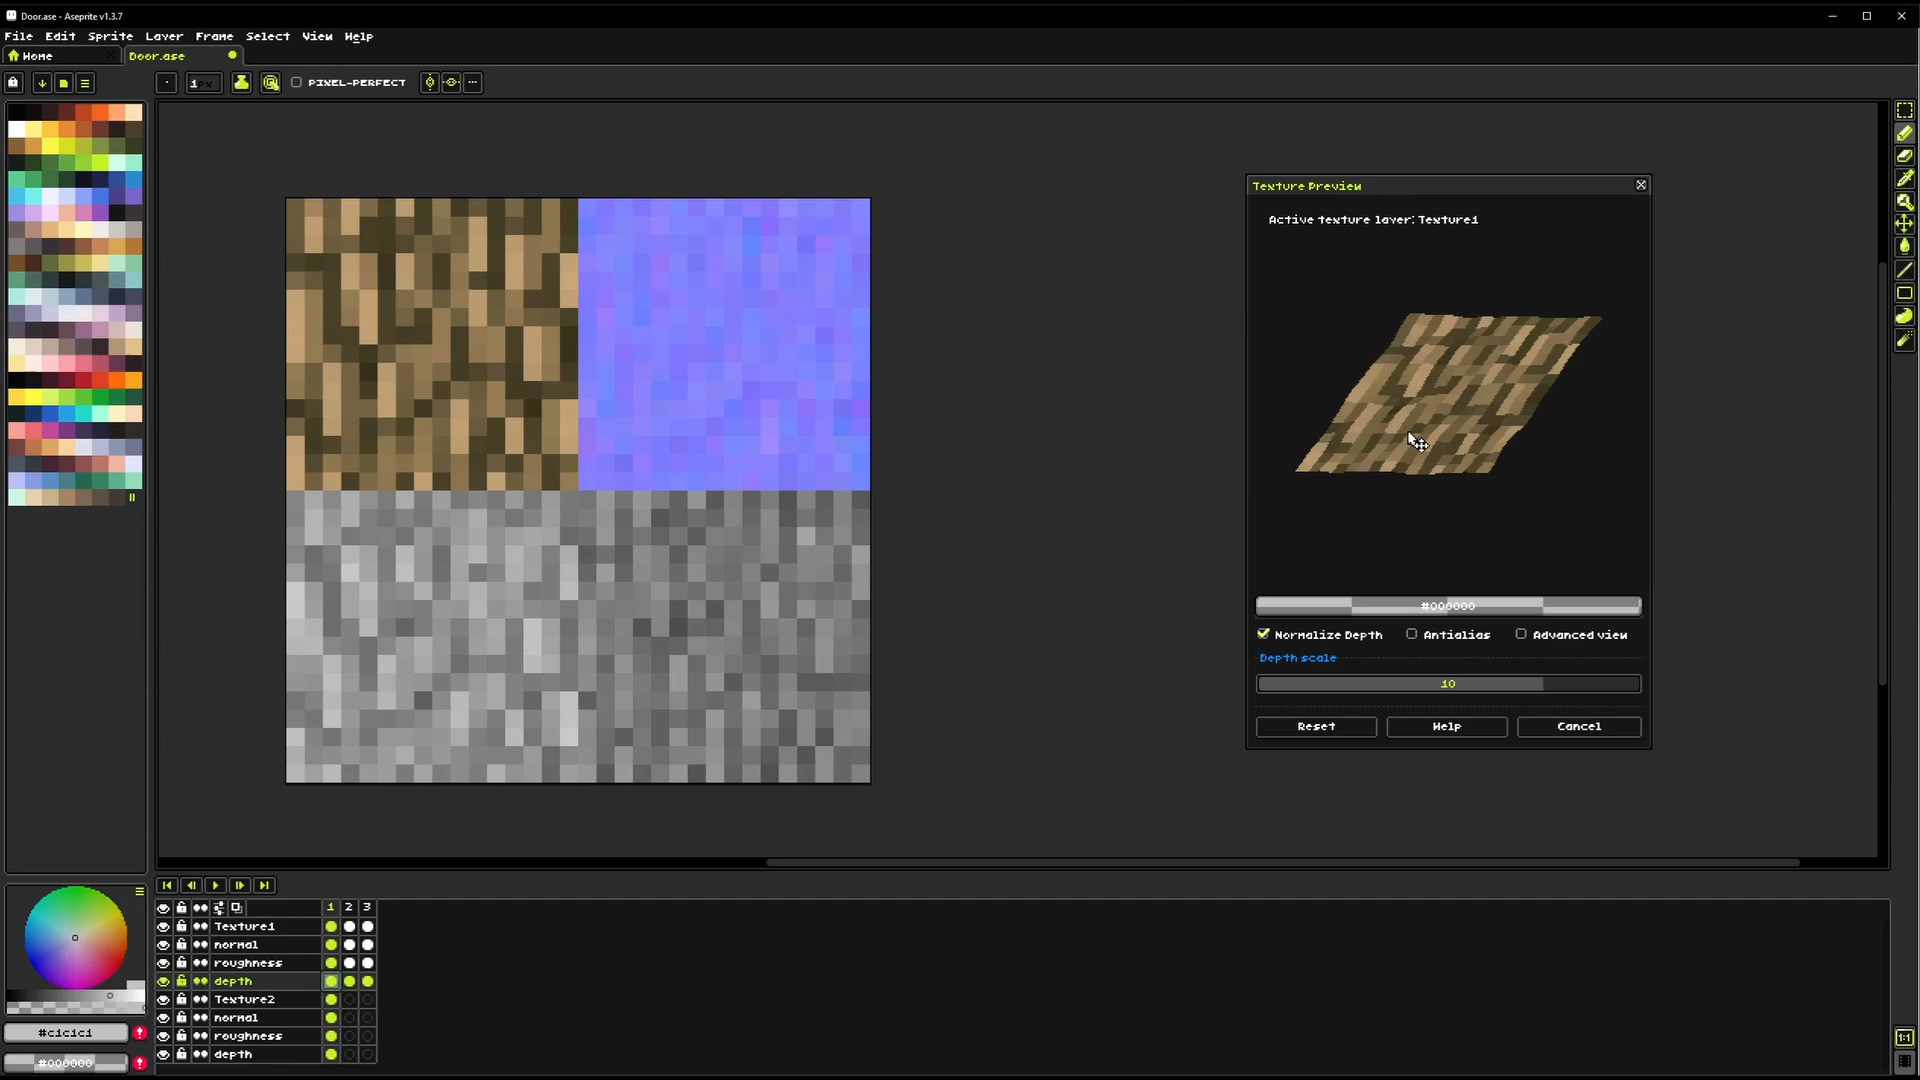 Door.ase - Aseprite v1.3.7
File Edit Sprite Layer Frame Select View Help
Home
Door.ase
PIXEL-PERFECT
Texture Preview
Active texture layer: Texture1
#000000
Normalize Depth
Antialias
Advanced view
Depth scale
10
Reset
Help
Cancel
1 2 3
Texture1
normal
roughness
depth
Texture2
normal
roughness
depth
#c1c1c1
#000000
1:1